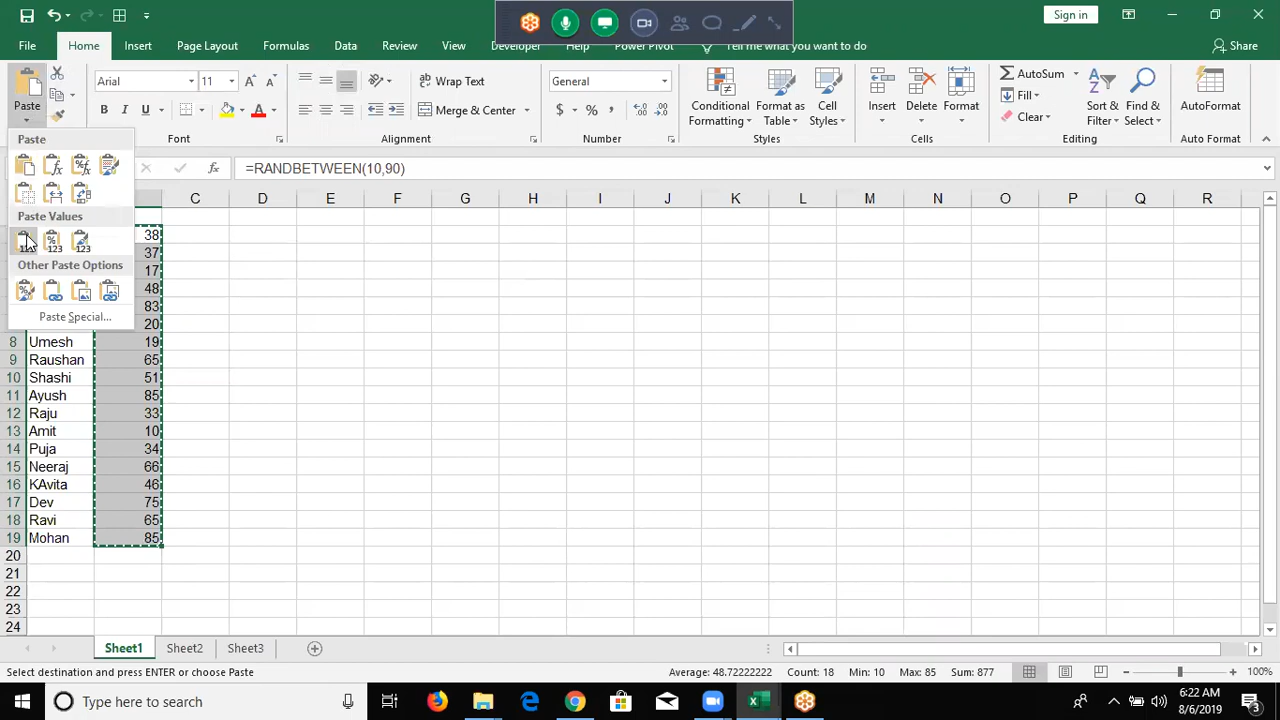 Sign in
File Home Insert Page Layout Formulas Data Review View Developer Help Power Pivot Tell me what you want to do Share
Paste Arial 11 Wrap Text General Conditional Formatting Format as Table Cell Styles Insert Delete Format AutoSum Fill Clear Sort & Filter Find & Select AutoFormat
B I U A Merge & Center $ % ,
Font Alignment Number Styles Cells Editing
Paste
Paste Values
Other Paste Options
Paste Special...
fx =RANDBETWEEN(10,90)
C D E F G H I J K L M N O P Q R
38
37
17
48
83
20
8 Umesh 19
9 Raushan 65
10 Shashi 51
11 Ayush 85
12 Raju 33
13 Amit 10
14 Puja 34
15 Neeraj 66
16 KAvita 46
17 Dev 75
18 Ravi 65
19 Mohan 85
20
21
22
23
24
Sheet1 Sheet2 Sheet3
Select destination and press ENTER or choose Paste Average: 48.72222222 Count: 18 Min: 10 Max: 85 Sum: 877 100%
Type here to search 6:22 AM
8/6/2019